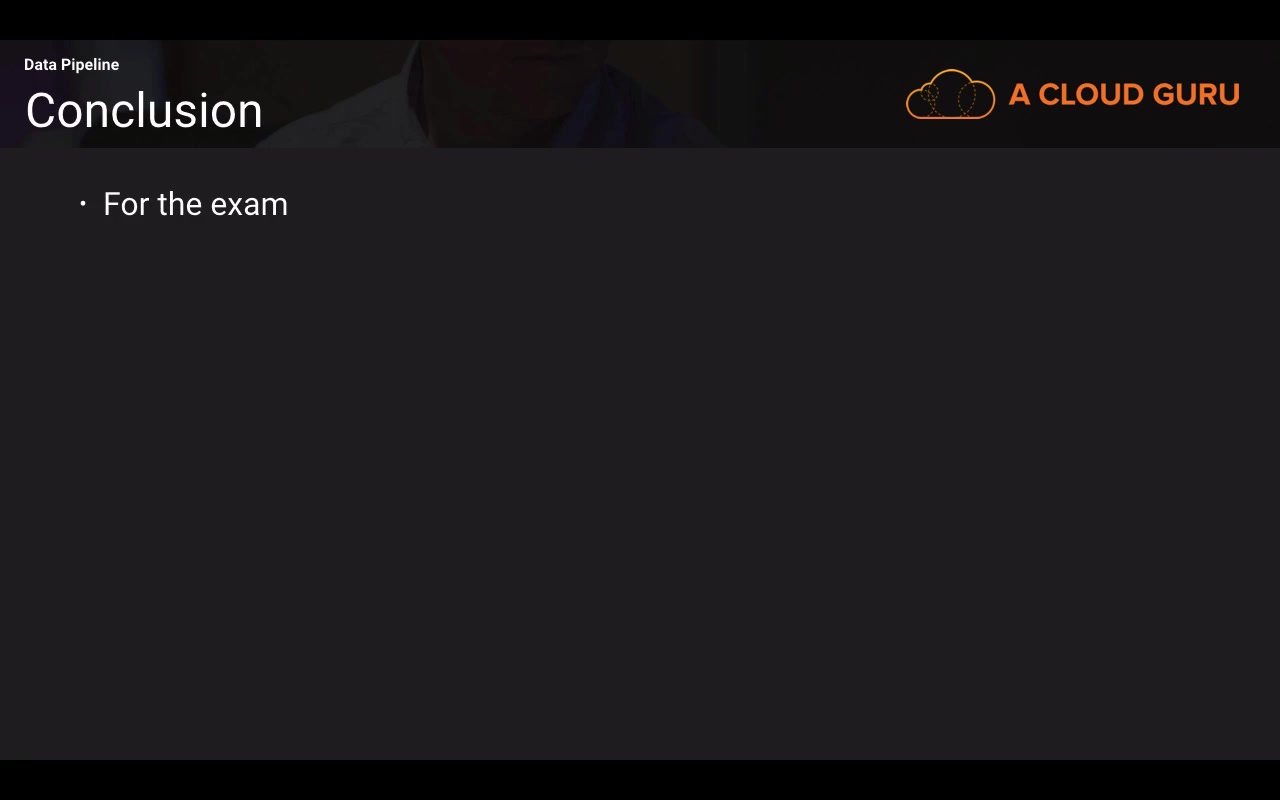 Data Pipeline
Conclusion
A CLOUD GURU
· For the exam